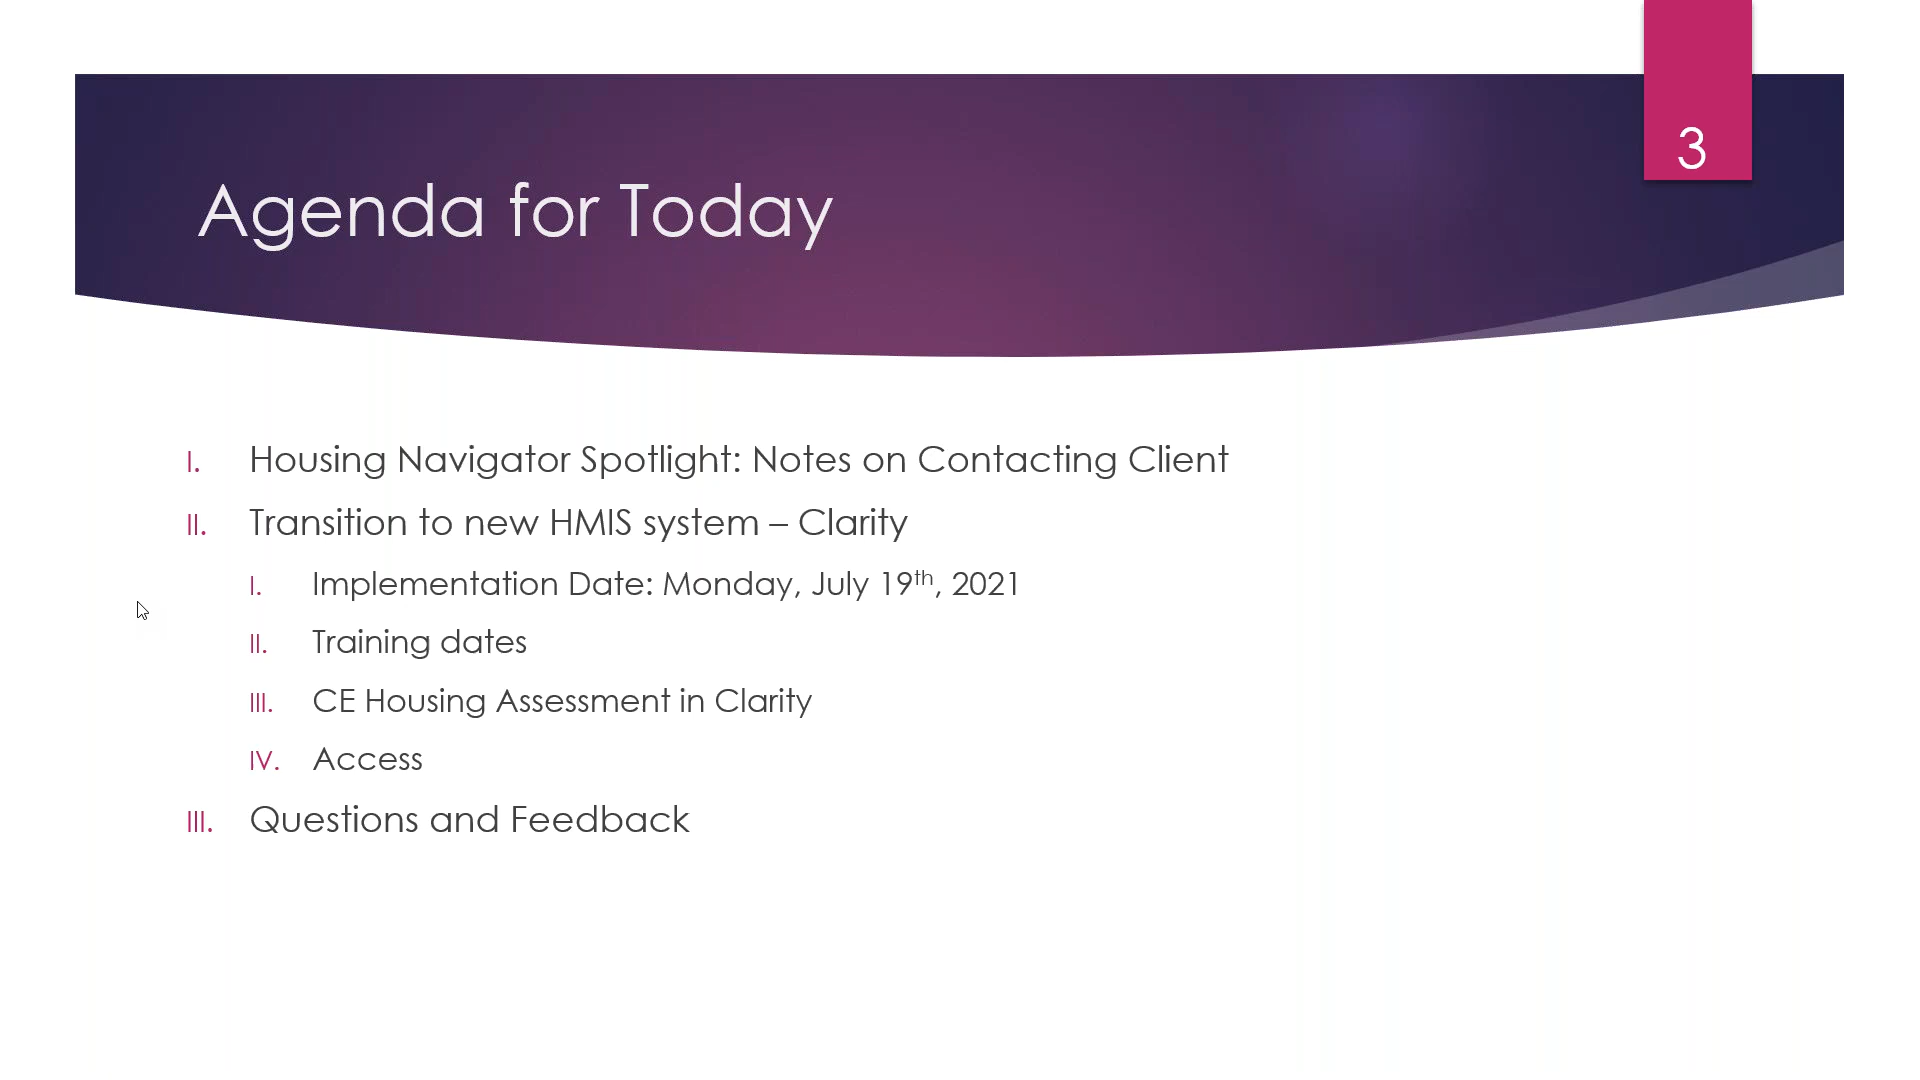 3
Agenda for Today
I. Housing Navigator Spotlight: Notes on Contacting Client
II. Transition to new HMIS system – Clarity
I. Implementation Date: Monday, July 19th, 2021
II. Training dates
III. CE Housing Assessment in Clarity
IV. Access
III. Questions and Feedback